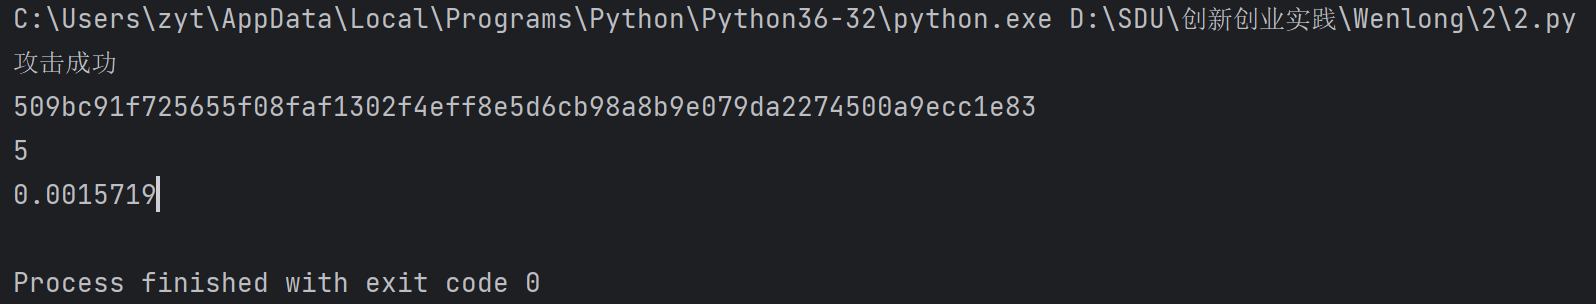 C:\Users\zyt\AppData\Local\Programs\Python\Python36-32\python.exe D:\SDU\创新创业实践\Wenlong\2\2.py
攻击成功
509bc91f725655f08faf1302f4eff8e5d6cb98a8b9e079da2274500a9ecc1e83
5
0.0015719
Process finished with exit code 0